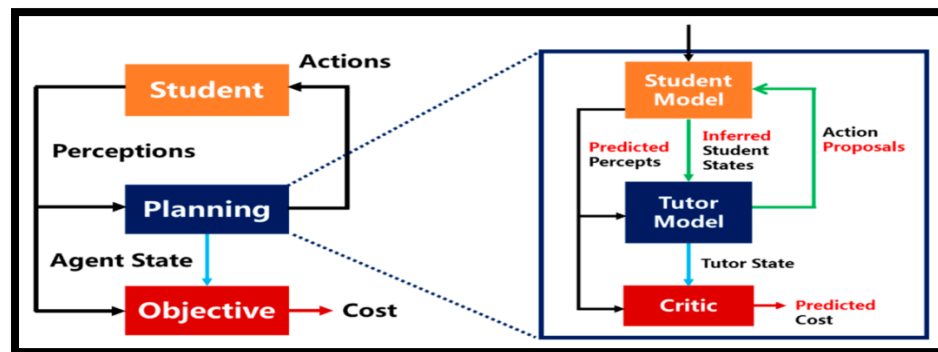 Actions
Student
Perceptions
Planning
Agent State
Objective
Cost
Student
Model
Predicted
Percepts
Inferred
Student
States
Action
Proposals
Tutor
Model
Tutor State
Critic
Predicted
Cost